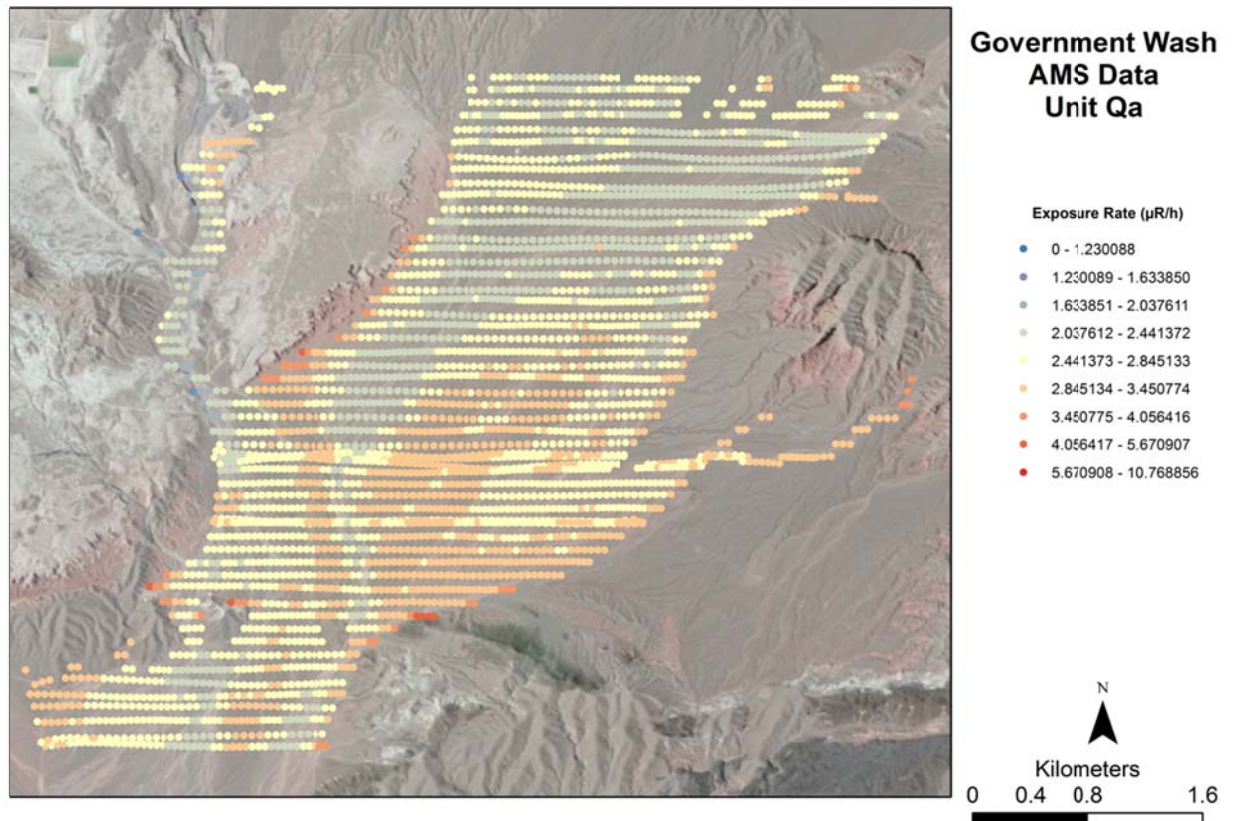 Government Wash
AMS Data
Unit Qa
Exposure Rate (µR/h)
0 - 1.230088
1.230089 - 1.633850
1.633851 - 2.037611
2.037612 - 2.441372
2.441373 - 2.845133
2.845134 - 3.450774
3.450775 - 4.056416
4.056417 - 5.670907
5.670908 - 10.768856
N
Kilometers
0 0.4 0.8 1.6